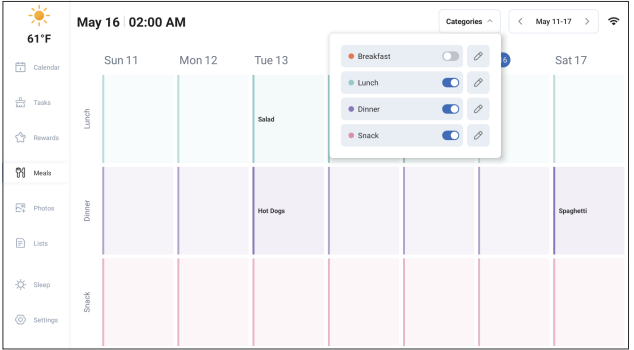 61°F
May 16 02:00 AM
Categories
May 11-17
Calendar
Tasks
Rewards
Meals
Photos
Lists
Sleep
Settings
Sun 11
Mon 12
Tue 13
Sat 17
Breakfast
Lunch
Dinner
Snack
Lunch
Salad
Dinner
Hot Dogs
Spaghetti
Snack